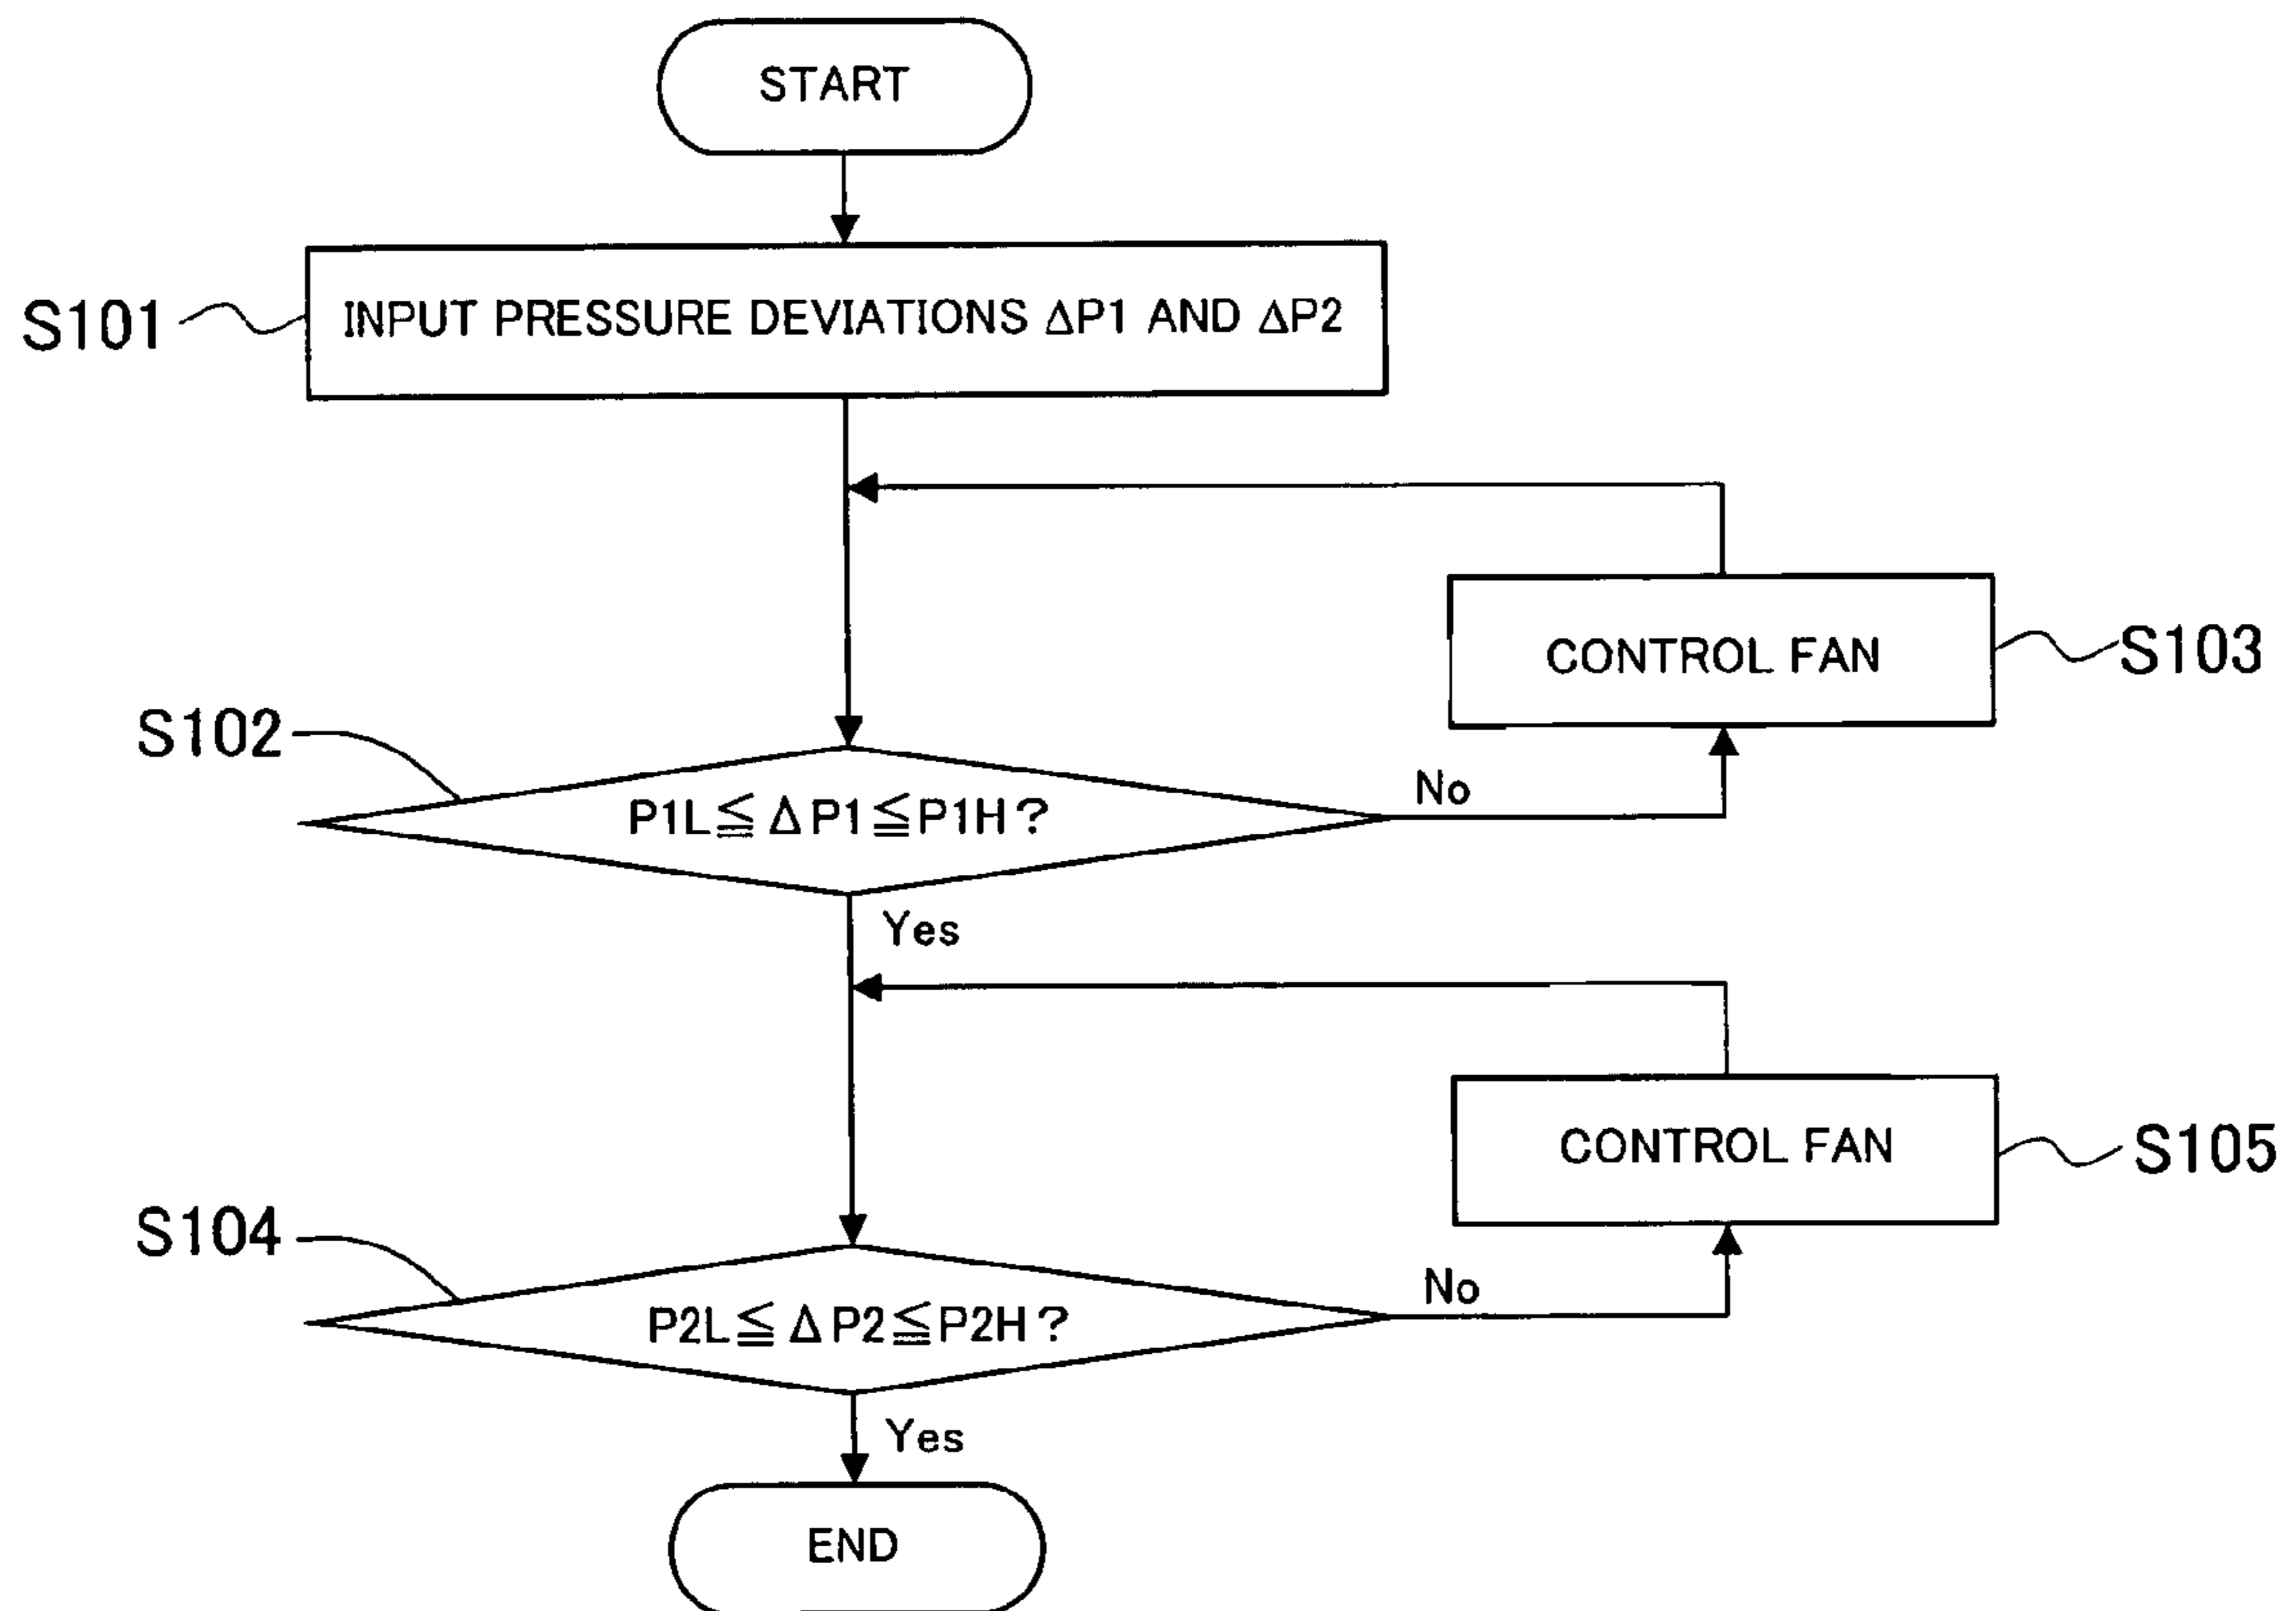 START
S101
INPUT PRESSURE DEVIATIONS ΔP1 AND ΔP2
CONTROL FAN
S103
S102
P1L≦ΔP1≦P1H?
No
Yes
CONTROL FAN
S105
S104
P2L≦ΔP2≦P2H?
No
Yes
END